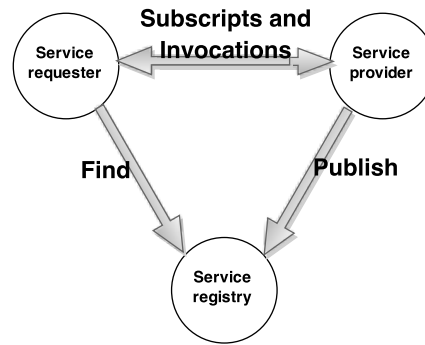 Subscripts and
Invocations
Service
requester
Service
provider
Find
Publish
Service
registry